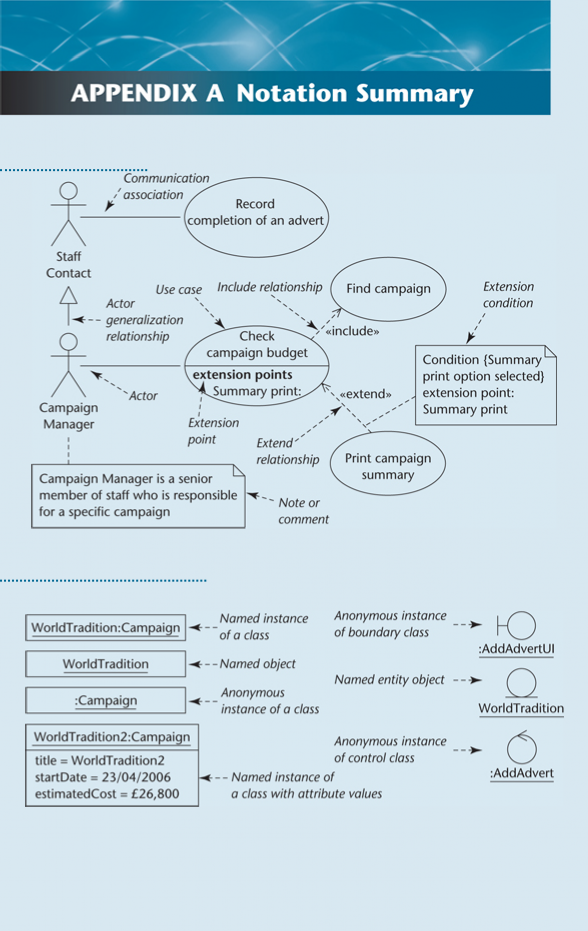 APPENDIX A Notation Summary
Communication
association
Record
completion of an advert
Staff
Contact
Actor
generalization
relationship
Use case
Include relationship
Find campaign
Extension
condition
«include»
Check
campaign budget
extension points
Summary print:
Condition {Summary
print option selected}
extension point:
Summary print
Campaign
Manager
Actor
Extension
point
«extend»
Extend
relationship
Print campaign
summary
Campaign Manager is a senior
member of staff who is responsible
for a specific campaign
Note or
comment
WorldTradition:Campaign
Named instance
of a class
WorldTradition
Named object
:Campaign
Anonymous
instance of a class
WorldTradition2:Campaign
title = WorldTradition2
startDate = 23/04/2006
estimatedCost = £26,800
Named instance of
a class with attribute values
Anonymous instance
of boundary class
:AddAdvertUI
Named entity object
WorldTradition
Anonymous instance
of control class
:AddAdvert